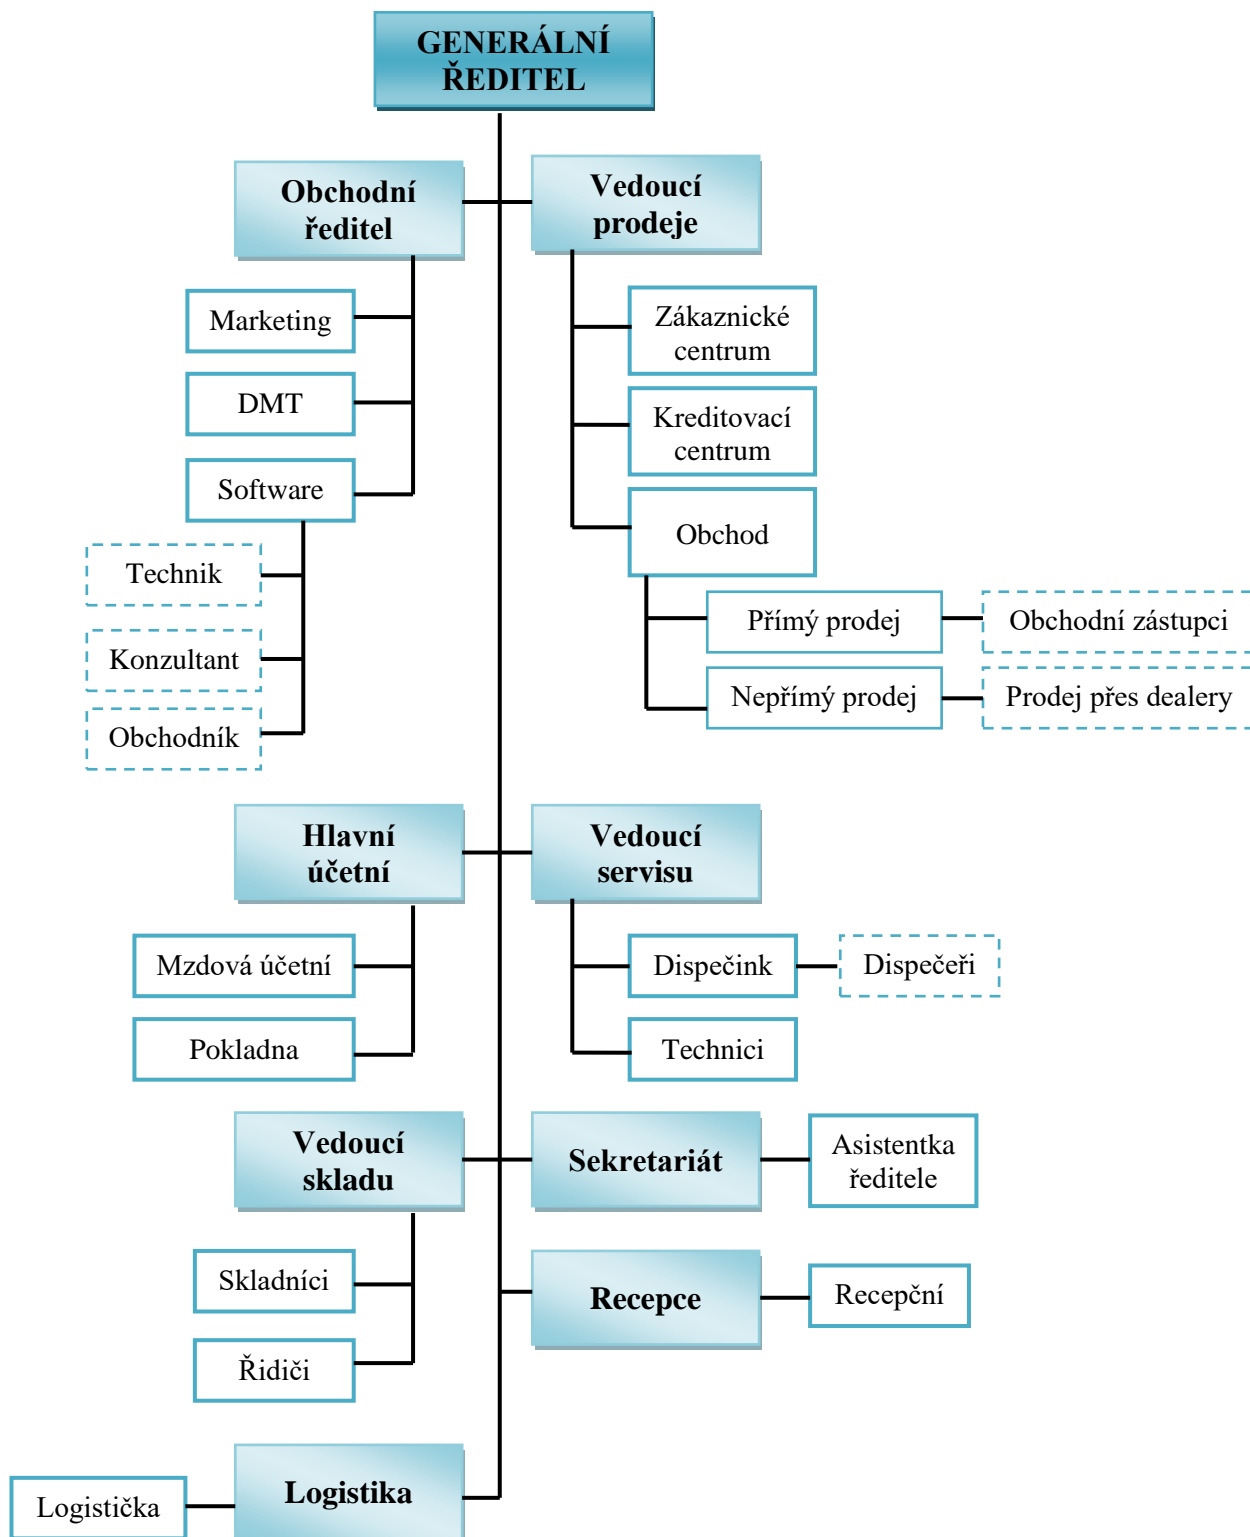 GENERÁLNÍ
ŘEDITEL
Obchodní
ředitel
Vedoucí
prodeje
Marketing
DMT
Software
Technik
Konzultant
Obchodník
Zákaznické
centrum
Kreditovací
centrum
Obchod
Přímý prodej
Obchodní zástupci
Nepřímý prodej
Prodej přes dealery
Hlavní
účetní
Vedoucí
servisu
Mzdová účetní
Pokladna
Dispečink
Dispečeři
Technici
Vedoucí
skladu
Sekretariát
Asistentka
ředitele
Skladníci
Řidiči
Recepce
Recepční
Logistika
Logistička